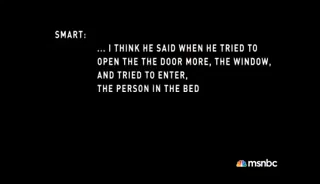 SMART:
... I THINK HE SAID WHEN HE TRIED TO
OPEN THE THE DOOR MORE, THE WINDOW,
AND TRIED TO ENTER,
THE PERSON IN THE BED
msnbc